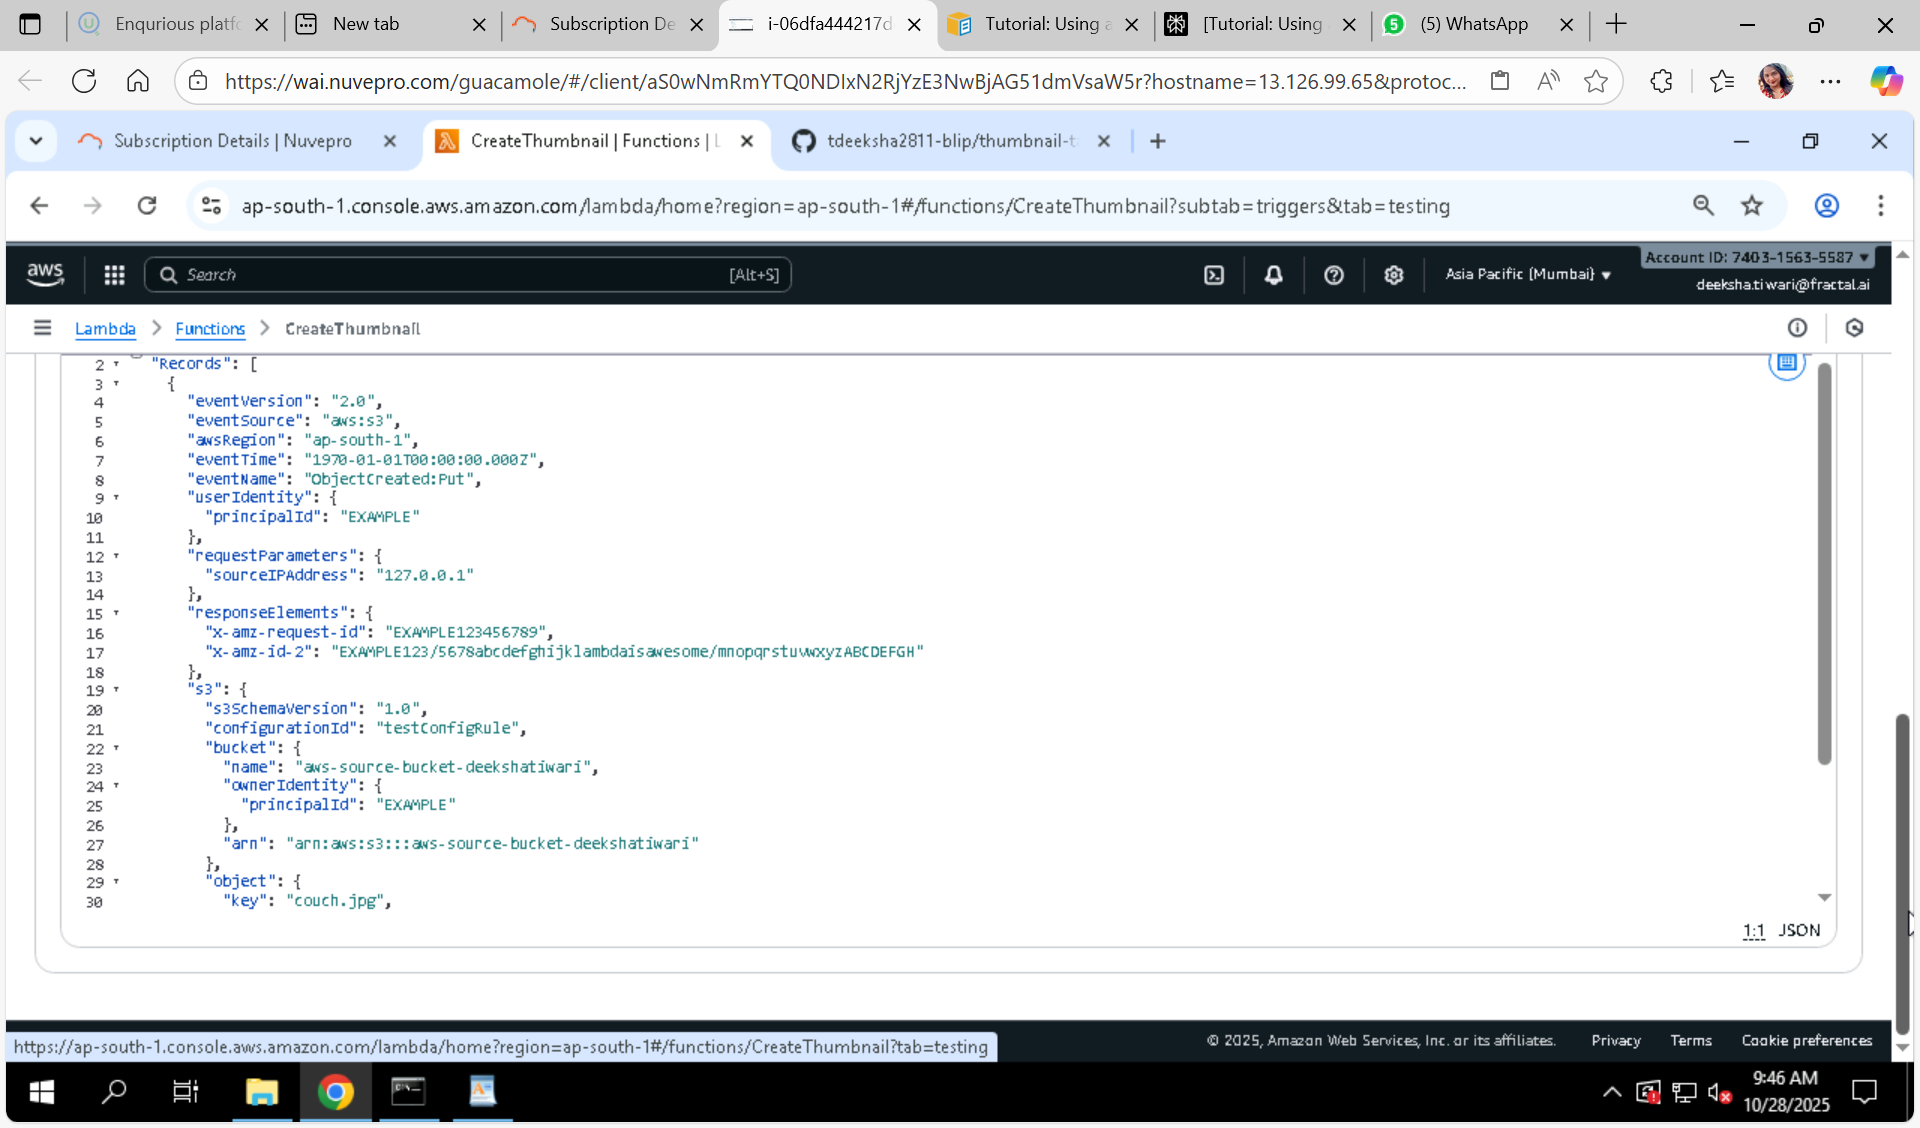 Enqurious platfo
New tab
Subscription De
i-06dfa444217d
Tutorial: Using a
[Tutorial: Using
(5) WhatsApp
https://wai.nuvepro.com/guacamole/#/client/aS0wNmRmYTQ0NDIxN2RjYzE3NwBjAG51dmVsaW5r?hostname=13.126.99.65&protoc...
Subscription Details | Nuvepro
CreateThumbnail | Functions | L
tdeeksha2811-blip/thumbnail-t
ap-south-1.console.aws.amazon.com/lambda/home?region=ap-south-1#/functions/CreateThumbnail?subtab=triggers&tab=testing
aws
Search
[Alt+S]
Asia Pacific (Mumbai)
Account ID: 7403-1563-5587
deeksha.tiwari@fractal.ai
Lambda
Functions
CreateThumbnail
2 "Records": [
3 {
4 "eventVersion": "2.0",
5 "eventSource": "aws:s3",
6 "awsRegion": "ap-south-1",
7 "eventTime": "1970-01-01T00:00:00.000Z",
8 "eventName": "ObjectCreated:Put",
9 "userIdentity": {
10 "principalId": "EXAMPLE"
11 },
12 "requestParameters": {
13 "sourceIPAddress": "127.0.0.1"
14 },
15 "responseElements": {
16 "x-amz-request-id": "EXAMPLE123456789",
17 "x-amz-id-2": "EXAMPLE123/5678abcdefghijklambdaisawesome/mnopqrstuvwxyzABCDEFGH"
18 },
19 "s3": {
20 "s3SchemaVersion": "1.0",
21 "configurationId": "testConfigRule",
22 "bucket": {
23 "name": "aws-source-bucket-deekshatiwari",
24 "ownerIdentity": {
25 "principalId": "EXAMPLE"
26 },
27 "arn": "arn:aws:s3:::aws-source-bucket-deekshatiwari"
28 },
29 "object": {
30 "key": "couch.jpg",
1:1 JSON
https://ap-south-1.console.aws.amazon.com/lambda/home?region=ap-south-1#/functions/CreateThumbnail?tab=testing
© 2025, Amazon Web Services, Inc. or its affiliates.
Privacy
Terms
Cookie preferences
9:46 AM
10/28/2025